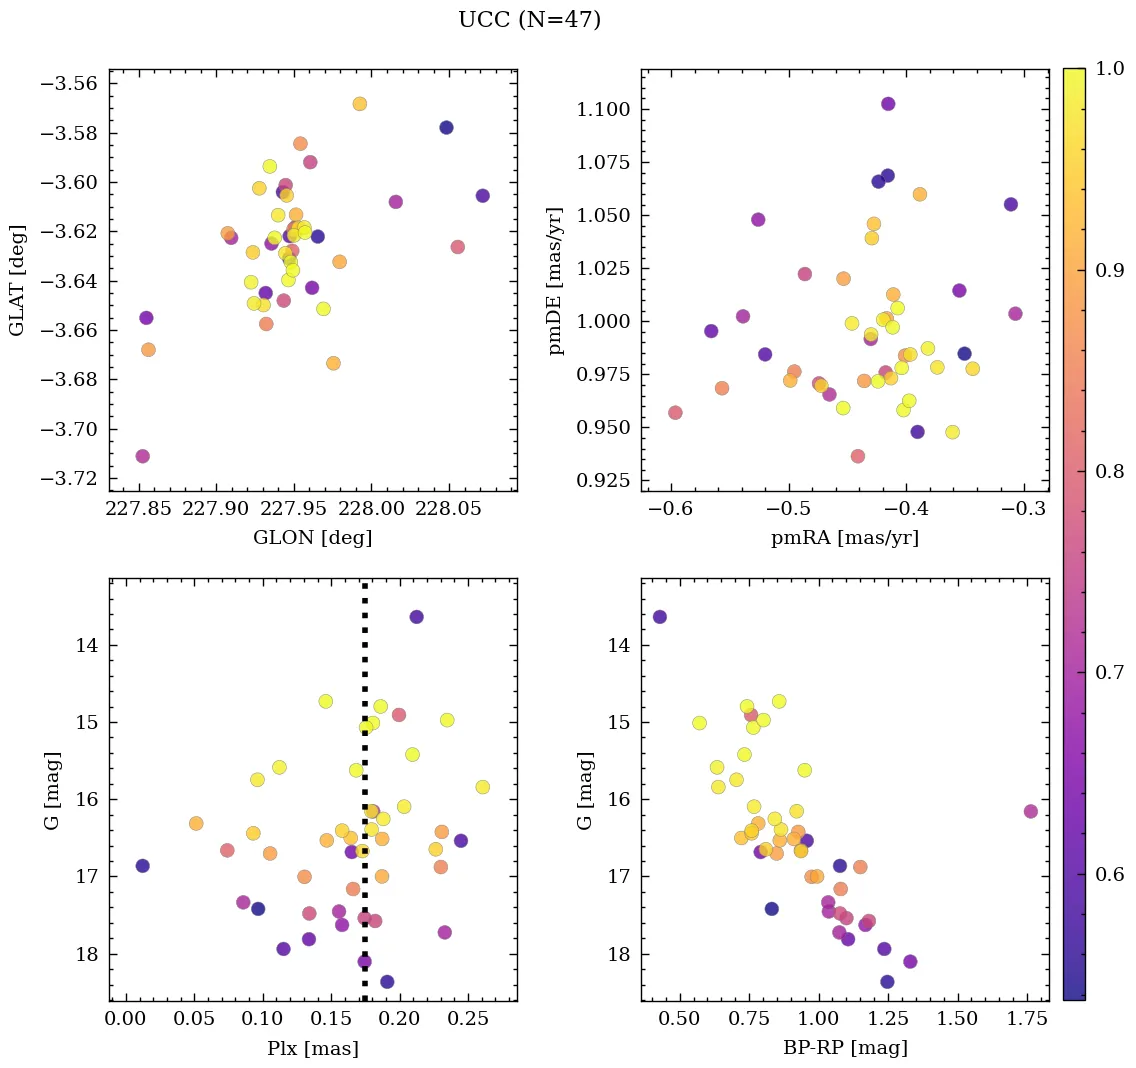 UCC (N=47)
−3.56
−3.58
−3.60
−3.62
−3.64
−3.66
−3.68
−3.70
−3.72
GLAT [deg]
227.85 227.90 227.95 228.00 228.05
GLON [deg]
1.100
1.075
1.050
1.025
1.000
0.975
0.950
0.925
pmDE [mas/yr]
−0.6 −0.5 −0.4 −0.3
pmRA [mas/yr]
1.0
0.9
0.8
0.7
0.6
14
15
16
17
18
G [mag]
0.00 0.05 0.10 0.15 0.20 0.25
Plx [mas]
14
15
16
17
18
G [mag]
0.50 0.75 1.00 1.25 1.50 1.75
BP-RP [mag]